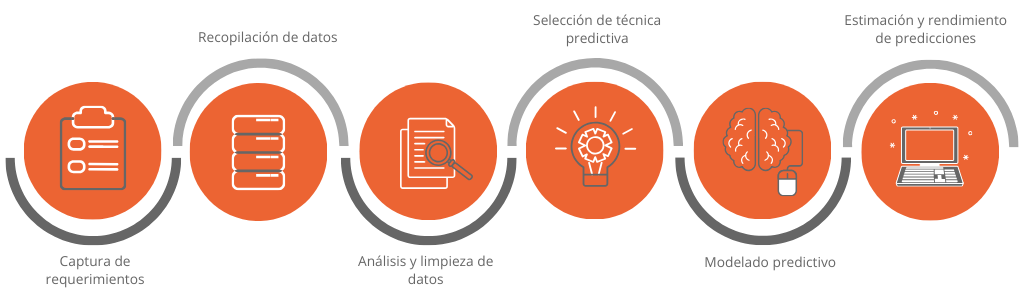 Captura de
requerimientos
Recopilación de datos
Análisis y limpieza de
datos
Selección de técnica
predictiva
Modelado predictivo
Estimación y rendimiento
de predicciones